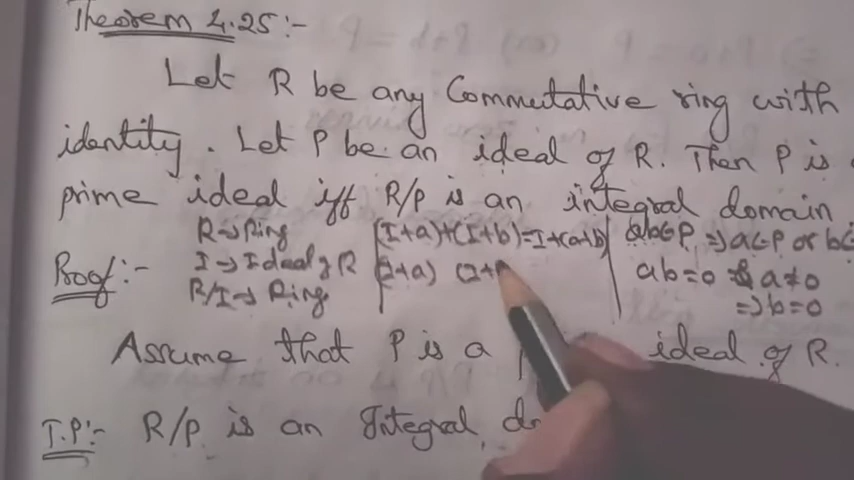 Theorem 4.25:-
Let R be any Commutative ring with
identity. Let P be an ideal of R. Then P is
prime ideal iff R/P is an integral domain
R→Ring (I+a)+(I+b)=I+(a+b) ab∈P ⇒a∈P or b∈
Proof:- I→Ideal of R (I+a) (I+ ab=0 & a≠0
R/I→Ring ⇒b=0
Assume that P is a ideal of R.
T.P:- R/P is an Integral